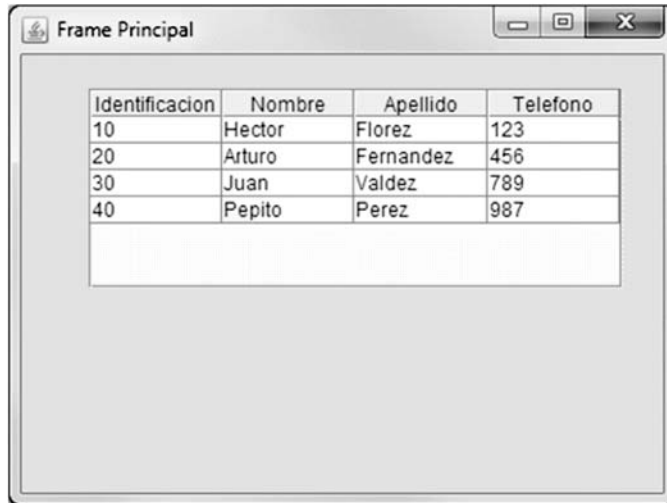 Frame Principal
Identificacion Nombre Apellido Telefono
10 Hector Florez 123
20 Arturo Fernandez 456
30 Juan Valdez 789
40 Pepito Perez 987